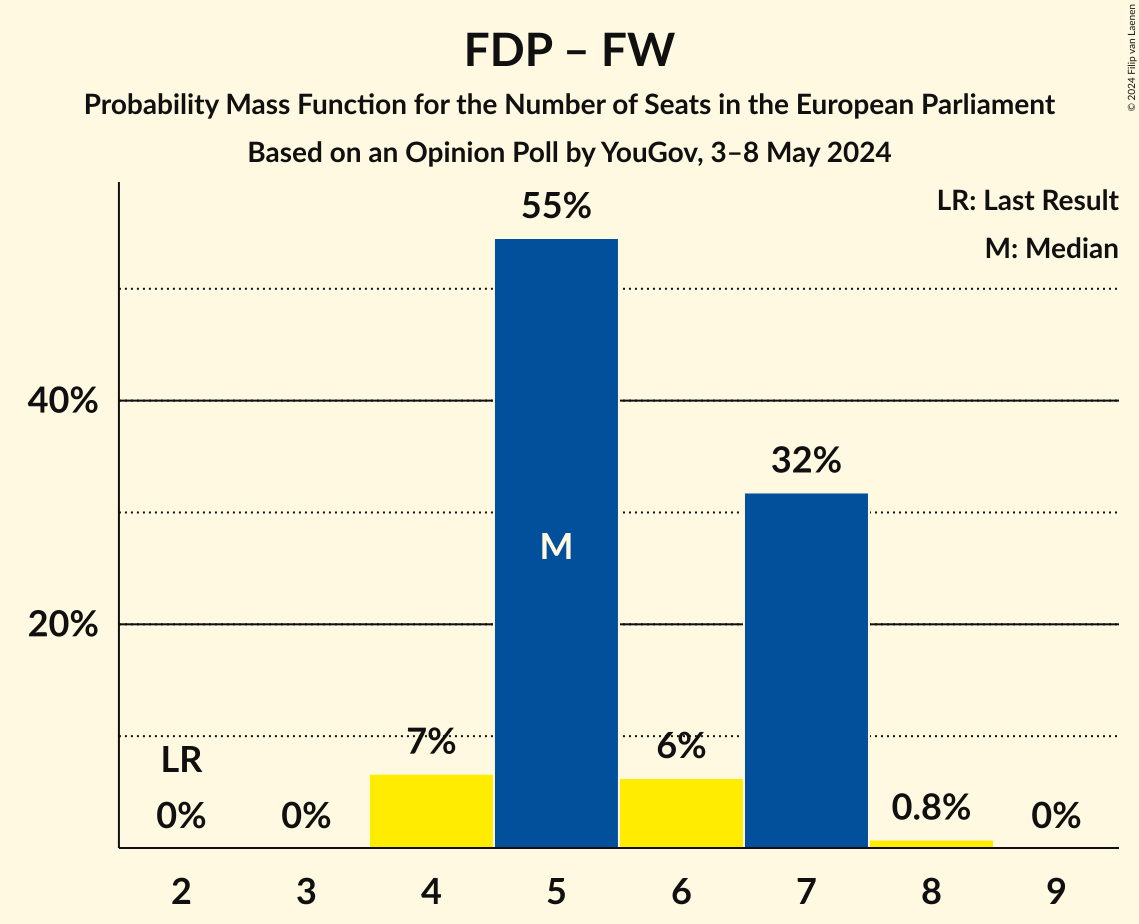 © 2024 Filip van Laenen
FDP – FW
Probability Mass Function for the Number of Seats in the European Parliament
Based on an Opinion Poll by YouGov, 3–8 May 2024
LR: Last Result
M: Median
55%
40%
32%
M
20%
7%
6%
LR
0%
0%
0.8%
0%
2 3 4 5 6 7 8 9